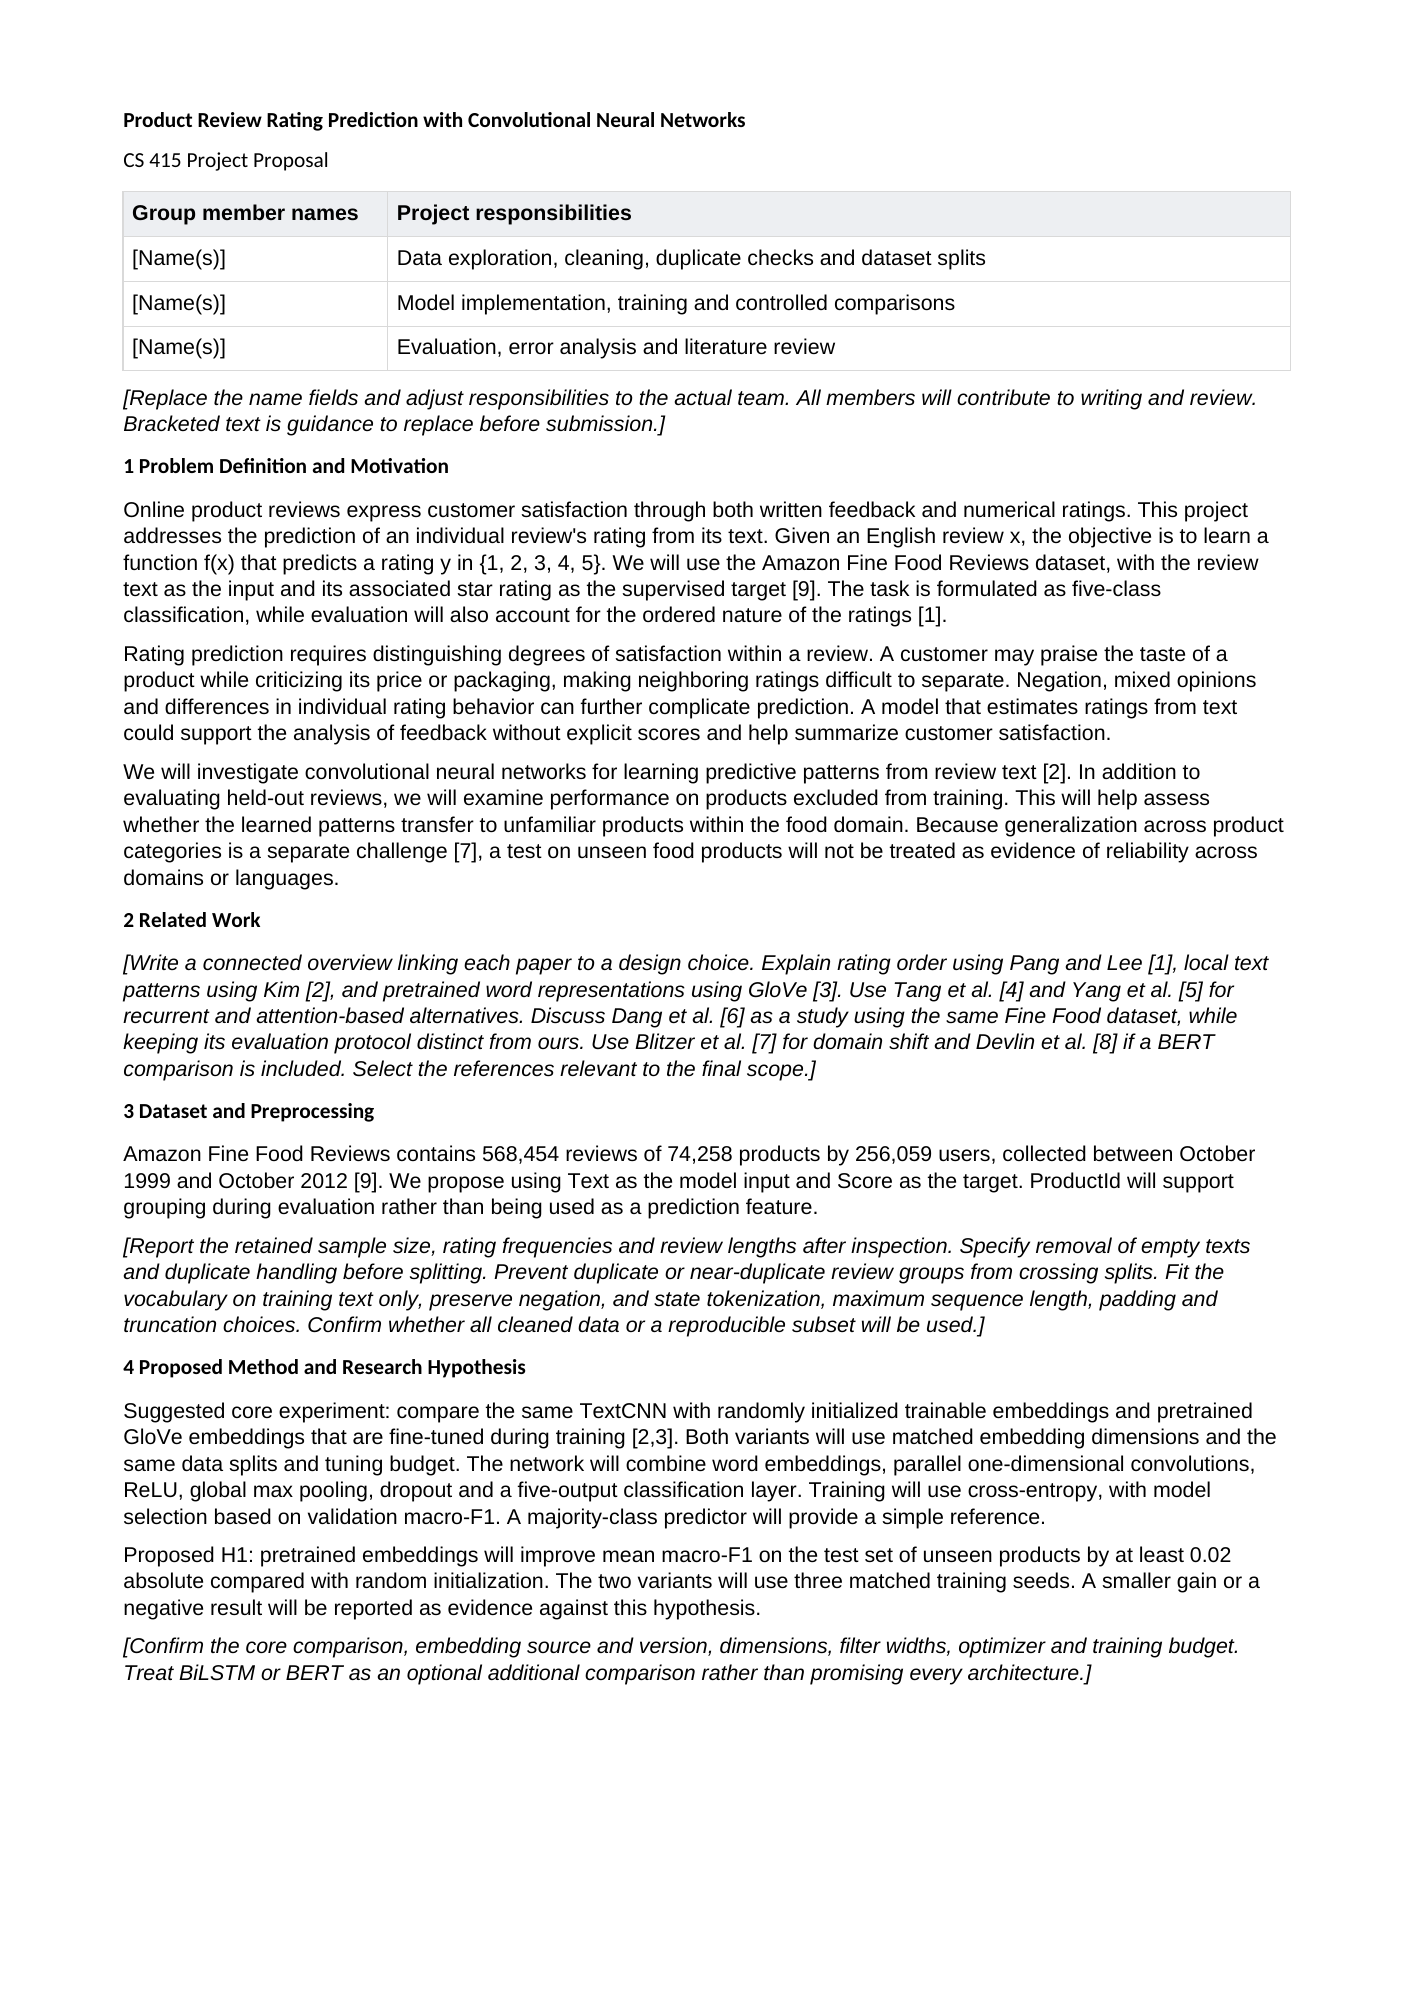 Product Review Rating Prediction with Convolutional Neural Networks
CS 415 Project Proposal
Group member names Project responsibilities
[Name(s)] Data exploration, cleaning, duplicate checks and dataset splits
[Name(s)] Model implementation, training and controlled comparisons
[Name(s)] Evaluation, error analysis and literature review
[Replace the name fields and adjust responsibilities to the actual team. All members will contribute to writing and review.
Bracketed text is guidance to replace before submission.]
1 Problem Definition and Motivation
Online product reviews express customer satisfaction through both written feedback and numerical ratings. This project
addresses the prediction of an individual review's rating from its text. Given an English review x, the objective is to learn a
function f(x) that predicts a rating y in {1, 2, 3, 4, 5}. We will use the Amazon Fine Food Reviews dataset, with the review
text as the input and its associated star rating as the supervised target [9]. The task is formulated as five-class
classification, while evaluation will also account for the ordered nature of the ratings [1].
Rating prediction requires distinguishing degrees of satisfaction within a review. A customer may praise the taste of a
product while criticizing its price or packaging, making neighboring ratings difficult to separate. Negation, mixed opinions
and differences in individual rating behavior can further complicate prediction. A model that estimates ratings from text
could support the analysis of feedback without explicit scores and help summarize customer satisfaction.
We will investigate convolutional neural networks for learning predictive patterns from review text [2]. In addition to
evaluating held-out reviews, we will examine performance on products excluded from training. This will help assess
whether the learned patterns transfer to unfamiliar products within the food domain. Because generalization across product
categories is a separate challenge [7], a test on unseen food products will not be treated as evidence of reliability across
domains or languages.
2 Related Work
[Write a connected overview linking each paper to a design choice. Explain rating order using Pang and Lee [1], local text
patterns using Kim [2], and pretrained word representations using GloVe [3]. Use Tang et al. [4] and Yang et al. [5] for
recurrent and attention-based alternatives. Discuss Dang et al. [6] as a study using the same Fine Food dataset, while
keeping its evaluation protocol distinct from ours. Use Blitzer et al. [7] for domain shift and Devlin et al. [8] if a BERT
comparison is included. Select the references relevant to the final scope.]
3 Dataset and Preprocessing
Amazon Fine Food Reviews contains 568,454 reviews of 74,258 products by 256,059 users, collected between October
1999 and October 2012 [9]. We propose using Text as the model input and Score as the target. ProductId will support
grouping during evaluation rather than being used as a prediction feature.
[Report the retained sample size, rating frequencies and review lengths after inspection. Specify removal of empty texts
and duplicate handling before splitting. Prevent duplicate or near-duplicate review groups from crossing splits. Fit the
vocabulary on training text only, preserve negation, and state tokenization, maximum sequence length, padding and
truncation choices. Confirm whether all cleaned data or a reproducible subset will be used.]
4 Proposed Method and Research Hypothesis
Suggested core experiment: compare the same TextCNN with randomly initialized trainable embeddings and pretrained
GloVe embeddings that are fine-tuned during training [2,3]. Both variants will use matched embedding dimensions and the
same data splits and tuning budget. The network will combine word embeddings, parallel one-dimensional convolutions,
ReLU, global max pooling, dropout and a five-output classification layer. Training will use cross-entropy, with model
selection based on validation macro-F1. A majority-class predictor will provide a simple reference.
Proposed H1: pretrained embeddings will improve mean macro-F1 on the test set of unseen products by at least 0.02
absolute compared with random initialization. The two variants will use three matched training seeds. A smaller gain or a
negative result will be reported as evidence against this hypothesis.
[Confirm the core comparison, embedding source and version, dimensions, filter widths, optimizer and training budget.
Treat BiLSTM or BERT as an optional additional comparison rather than promising every architecture.]